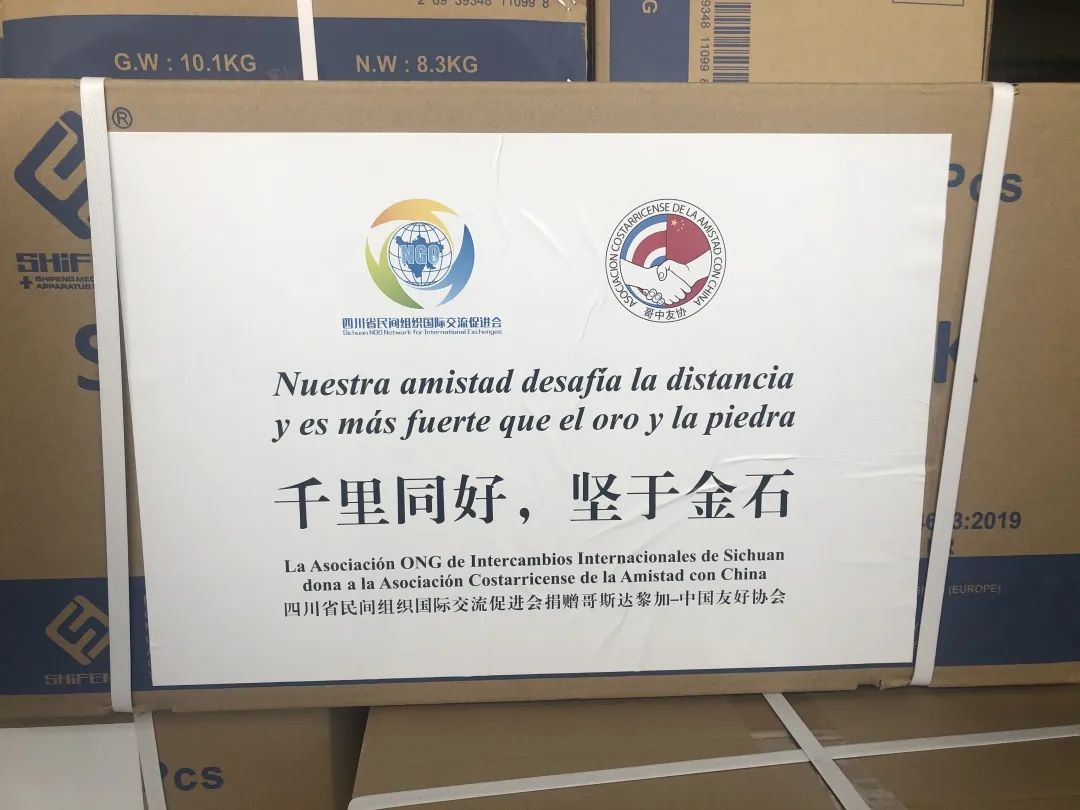 G.W : 10.1KG
N.W : 8.3KG
®
Pcs
NGO
四川省民间组织国际交流促进会
Sichuan NGO Network for International Exchanges
ASOCIACION COSTARRICENSE DE LA AMISTAD CON CHINA
哥中友协
Nuestra amistad desafía la distancia
y es más fuerte que el oro y la piedra
千里同好，坚于金石
La Asociación ONG de Intercambios Internacionales de Sichuan
dona a la Asociación Costarricense de la Amistad con China
四川省民间组织国际交流促进会捐赠哥斯达黎加–中国友好协会
3:2019
(EUROPE)
Pcs